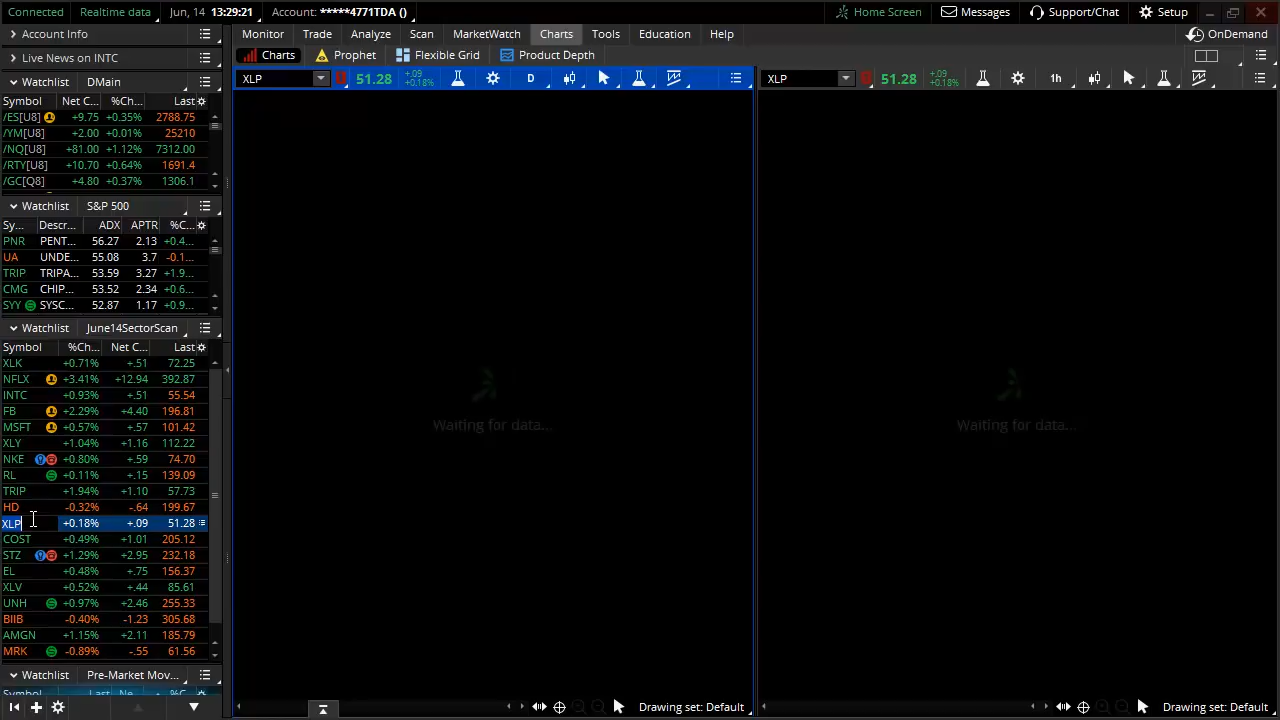 Connected Realtime data Jun, 14 13:29:21 Account: *****4771TDA () Home Screen Messages Support/Chat Setup
Account Info
Live News on INTC
Watchlist DMain
Symbol Net C... %Ch... Last
/ES[U8] +9.75 +0.35% 2788.75
/YM[U8] +2.00 +0.01% 25210
/NQ[U8] +81.00 +1.12% 7312.00
/RTY[U8] +10.70 +0.64% 1691.4
/GC[Q8] +4.80 +0.37% 1306.1
Watchlist S&P 500
Sy... Descr... ADX APTR %C...
PNR PENT... 56.27 2.13 +0.4...
UA UNDE... 55.08 3.7 -0.1...
TRIP TRIPA... 53.59 3.27 +1.9...
CMG CHIP... 53.52 2.34 +0.6...
SYY SYSC... 52.87 1.17 +0.9...
Watchlist June14SectorScan
Symbol %Ch... Net C... Last
XLK +0.71% +.51 72.25
NFLX +3.41% +12.94 392.87
INTC +0.93% +.51 55.54
FB +2.29% +4.40 196.81
MSFT +0.57% +.57 101.42
XLY +1.04% +1.16 112.22
NKE +0.80% +.59 74.70
RL +0.11% +.15 139.09
TRIP +1.94% +1.10 57.73
HD -0.32% -.64 199.67
XLP +0.18% +.09 51.28
COST +0.49% +1.01 205.12
STZ +1.29% +2.95 232.18
EL +0.48% +.75 156.37
XLV +0.52% +.44 85.61
UNH +0.97% +2.46 255.33
BIIB -0.40% -1.23 305.68
AMGN +1.15% +2.11 185.79
MRK -0.89% -.55 61.56
Watchlist Pre-Market Mov...
Symbol Last Ne... %C...
Monitor Trade Analyze Scan MarketWatch Charts Tools Education Help OnDemand
Charts Prophet Flexible Grid Product Depth
XLP 51.28 +.09 +0.18% D
Waiting for data...
Drawing set: Default
XLP 51.28 +.09 +0.18% 1h
Waiting for data...
Drawing set: Default